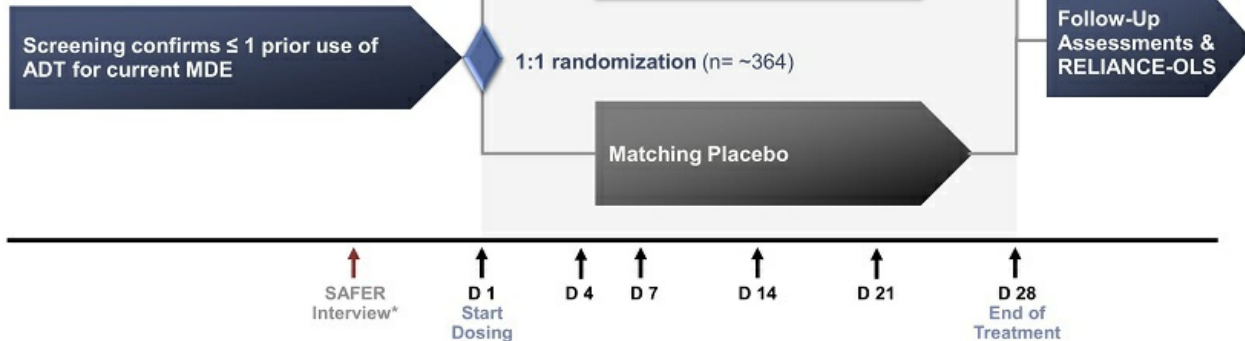 Screening confirms ≤ 1 prior use of
ADT for current MDE
1:1 randomization (n= ~364)
Follow-Up
Assessments &
RELIANCE-OLS
Matching Placebo
SAFER
Interview*
D 1
Start
Dosing
D 4
D 7
D 14
D 21
D 28
End of
Treatment